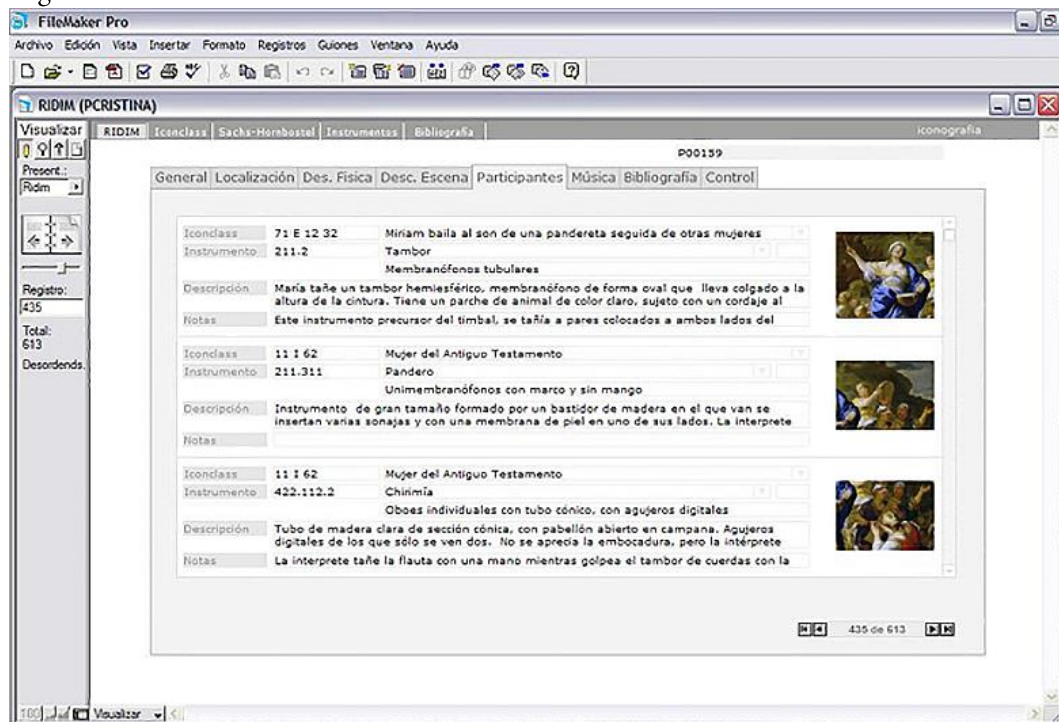 FileMaker Pro
Archivo Edición Vista Insertar Formato Registros Guiones Ventana Ayuda
RIDIM (PCRISTINA)
Visualizar
RIDIM Iconclass Sachs-Hornbostel Instrumentos Bibliografía iconografia
P00159
Present.:
Ridim
General Localización Des. Fisica Desc. Escena Participantes Música Bibliografía Control
Registro:
435
Total:
613
Desordends.
Iconclass 71 E 12 32 Miriam baila al son de una pandereta seguida de otras mujeres
Instrumento 211.2 Tambor
Membranófonos tubulares
Descripción María tañe un tambor hemiesférico, membranófono de forma oval que lleva colgado a la
altura de la cintura. Tiene un parche de animal de color claro, sujeto con un cordaje al
Notas Este instrumento precursor del timbal, se tañía a pares colocados a ambos lados del
Iconclass 11 I 62 Mujer del Antiguo Testamento
Instrumento 211.311 Pandero
Unimembranófonos con marco y sin mango
Descripción Instrumento de gran tamaño formado por un bastidor de madera en el que van se
insertan varias sonajas y con una membrana de piel en uno de sus lados. La interprete
Notas
Iconclass 11 I 62 Mujer del Antiguo Testamento
Instrumento 422.112.2 Chirimía
Oboes individuales con tubo cónico, con agujeros digitales
Descripción Tubo de madera clara de sección cónica, con pabellón abierto en campana. Agujeros
digitales de los que sólo se ven dos. No se aprecia la embocadura, pero la intérprete
Notas La interprete tañe la flauta con una mano mientras golpea el tambor de cuerdas con la
435 de 613
100 Visualizar